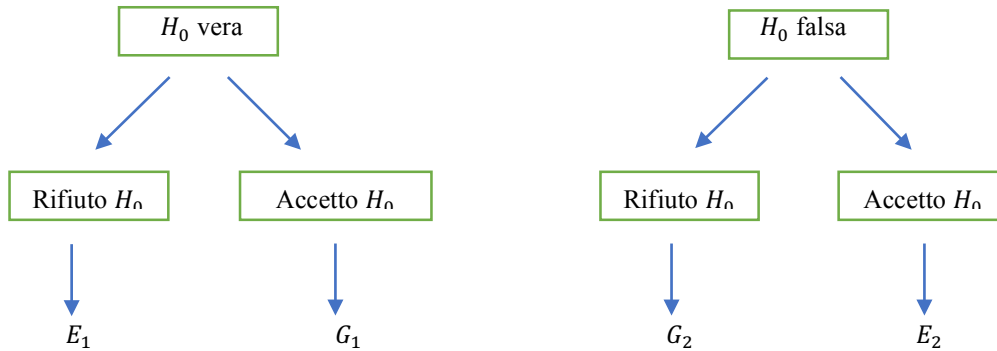 H₀ vera
H₀ falsa
Rifiuto H₀
Accetto H₀
Rifiuto H₀
Accetto H₀
E₁
G₁
G₂
E₂